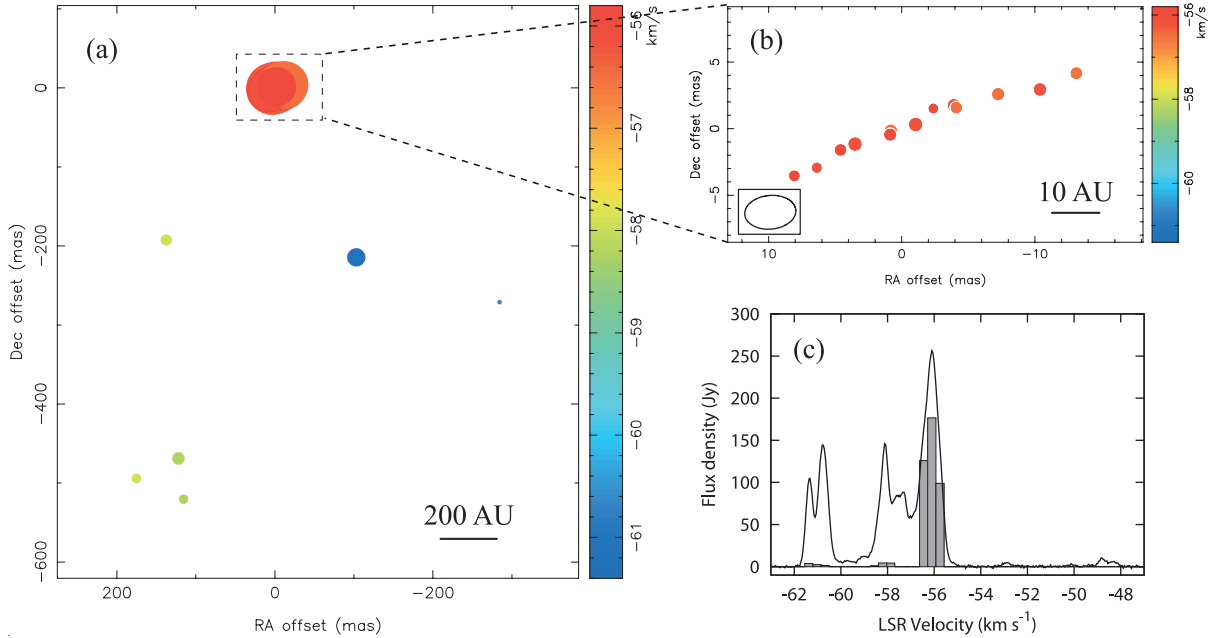 (a)
0
-200
-400
-600
Dec offset (mas)
200
0
-200
RA offset (mas)
200 AU
-56
-57
-58
-59
-60
-61
km/s
(b)
5
0
-5
Dec offset (mas)
10
0
-10
RA offset (mas)
10 AU
-56
-58
-60
km/s
(c)
300
250
200
150
100
50
0
Flux density (Jy)
-62 -60 -58 -56 -54 -52 -50 -48
LSR Velocity (km s⁻¹)